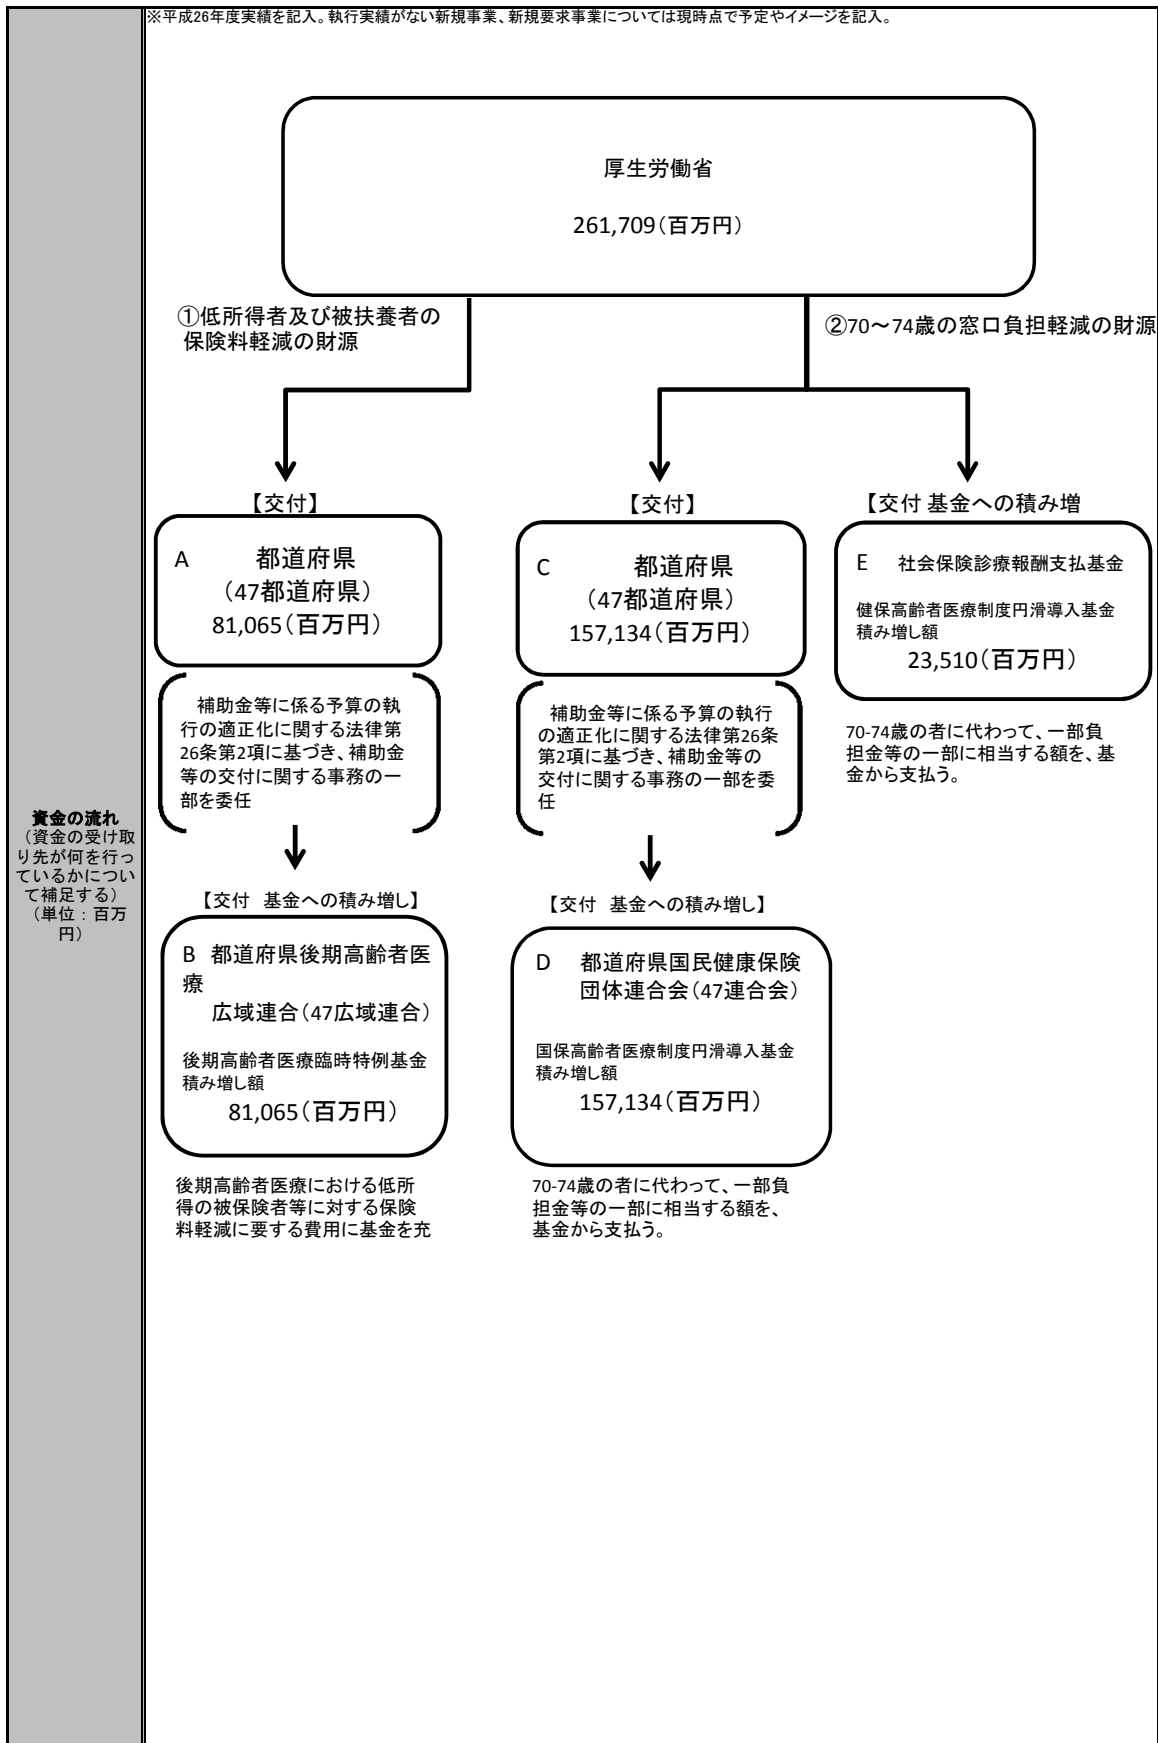 ※平成26年度実績を記入。執行実績がない新規事業、新規要求事業については現時点で予定やイメージを記入。
資金の流れ
（資金の受け取
り先が何を行っ
ているかについ
て補足する）
（単位：百万
円）
厚生労働省
261,709（百万円）
①低所得者及び被扶養者の
保険料軽減の財源
②70～74歳の窓口負担軽減の財源
【交付】
A 都道府県
（47都道府県）
81,065（百万円）
補助金等に係る予算の執
行の適正化に関する法律第
26条第2項に基づき、補助金
等の交付に関する事務の一
部を委任
【交付　基金への積み増し】
B 都道府県後期高齢者医
療
広域連合（47広域連合）
後期高齢者医療臨時特例基金
積み増し額
81,065（百万円）
後期高齢者医療における低所
得の被保険者等に対する保険
料軽減に要する費用に基金を充
【交付】
C 都道府県
（47都道府県）
157,134（百万円）
補助金等に係る予算の執行
の適正化に関する法律第26条
第2項に基づき、補助金等の
交付に関する事務の一部を委
任
【交付　基金への積み増し】
D 都道府県国民健康保険
団体連合会（47連合会）
国保高齢者医療制度円滑導入基金
積み増し額
157,134（百万円）
70-74歳の者に代わって、一部負
担金等の一部に相当する額を、
基金から支払う。
【交付 基金への積み増
E 社会保険診療報酬支払基金
健保高齢者医療制度円滑導入基金
積み増し額
23,510（百万円）
70-74歳の者に代わって、一部負
担金等の一部に相当する額を、基
金から支払う。